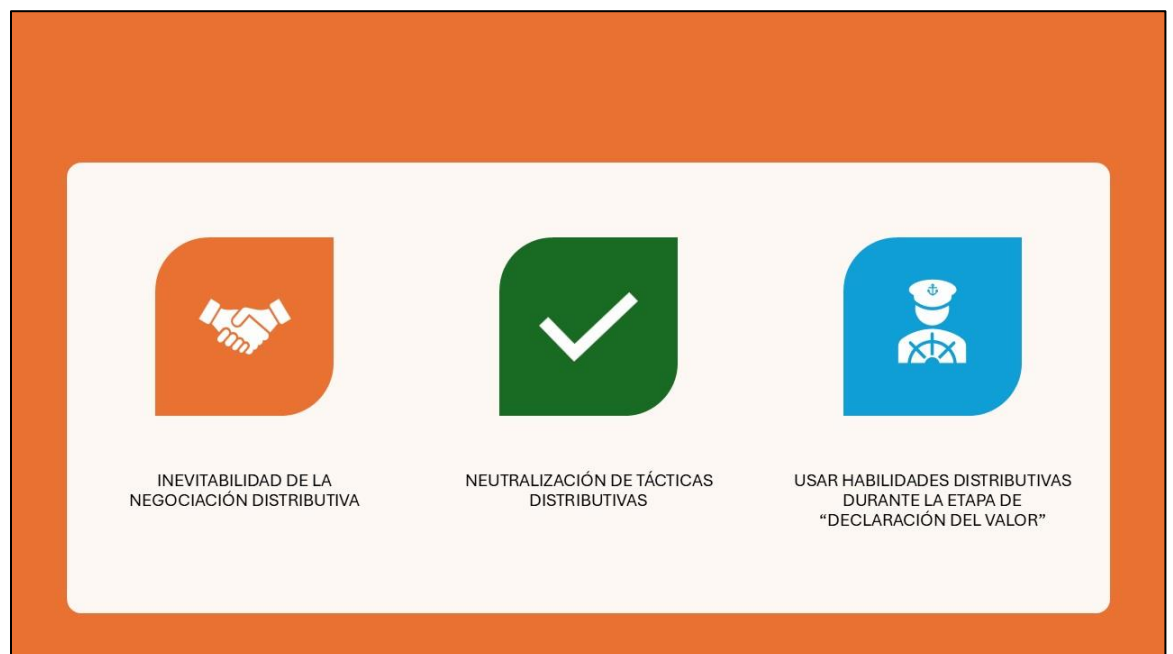 INEVITABILIDAD DE LA
NEGOCIACIÓN DISTRIBUTIVA
NEUTRALIZACIÓN DE TÁCTICAS
DISTRIBUTIVAS
USAR HABILIDADES DISTRIBUTIVAS
DURANTE LA ETAPA DE
“DECLARACIÓN DEL VALOR”